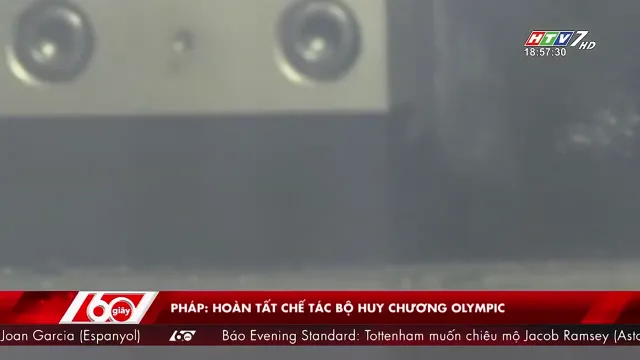 HTV7 HD
18:57:30
60 giây
PHÁP: HOÀN TẤT CHẾ TÁC BỘ HUY CHƯƠNG OLYMPIC
Joan Garcia (Espanyol) 60 Báo Evening Standard: Tottenham muốn chiêu mộ Jacob Ramsey (Asto